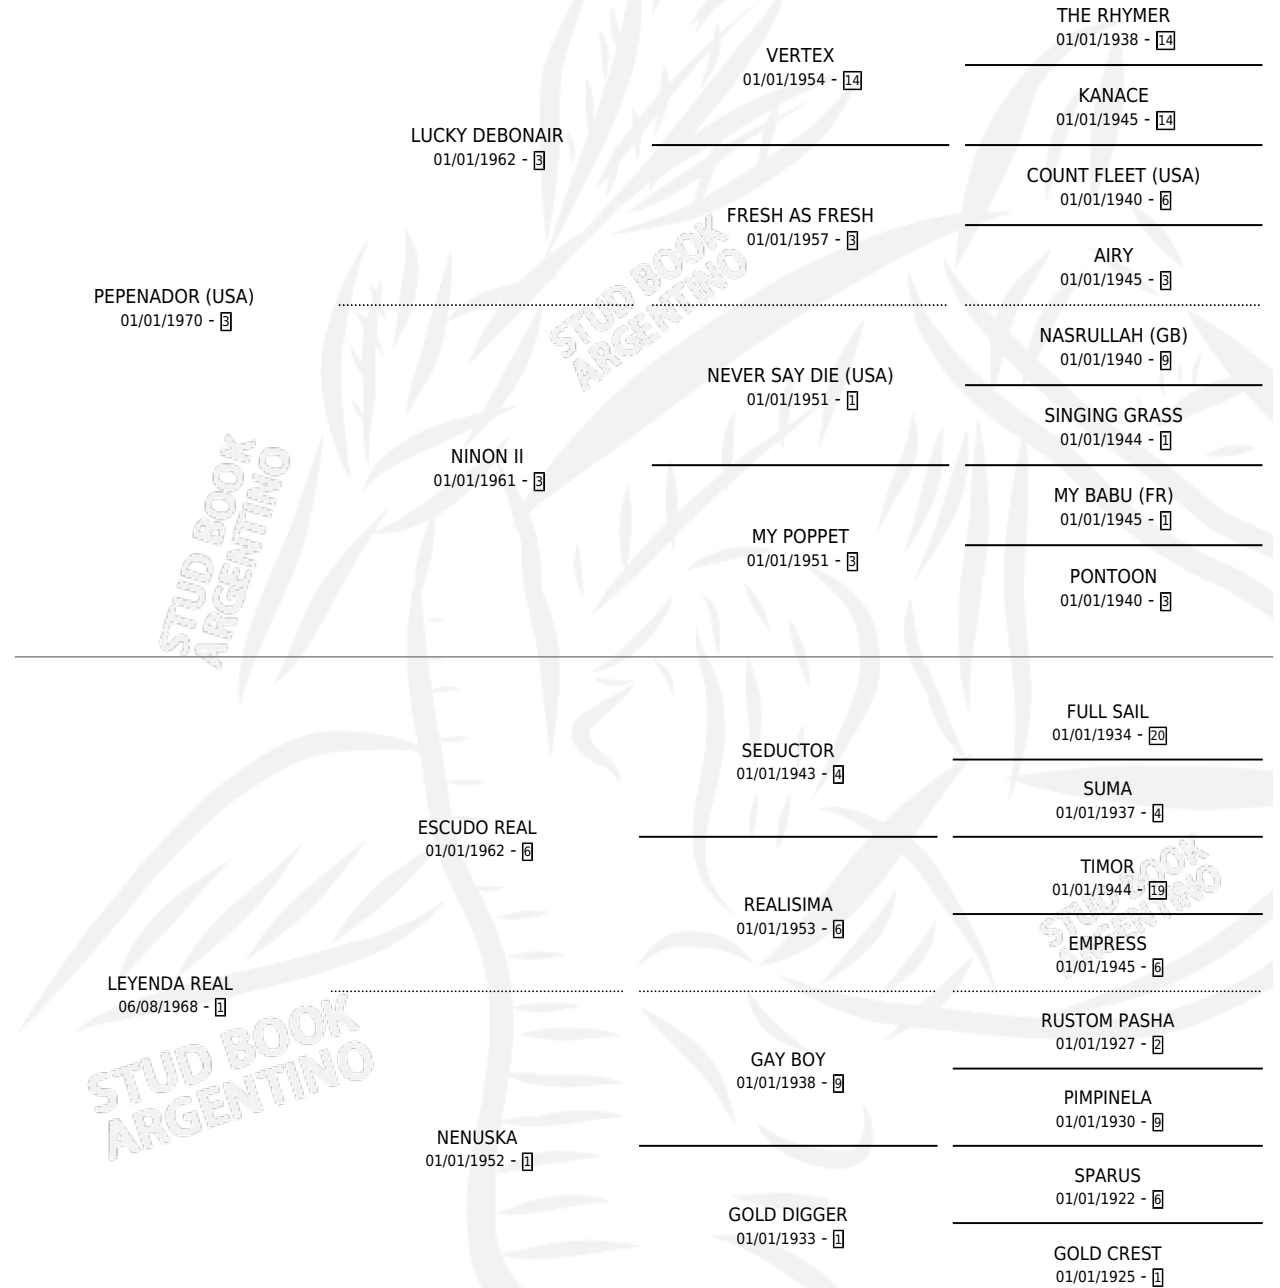 THE RHYMER
01/01/1938 - 14
VERTEX
01/01/1954 - 14
KANACE
01/01/1945 - 14
LUCKY DEBONAIR
01/01/1962 - 3
COUNT FLEET (USA)
01/01/1940 - 6
FRESH AS FRESH
01/01/1957 - 3
AIRY
01/01/1945 - 3
PEPENADOR (USA)
01/01/1970 - 3
NASRULLAH (GB)
01/01/1940 - 9
NEVER SAY DIE (USA)
01/01/1951 - 1
SINGING GRASS
01/01/1944 - 1
NINON II
01/01/1961 - 3
MY BABU (FR)
01/01/1945 - 1
MY POPPET
01/01/1951 - 3
PONTOON
01/01/1940 - 3
STUD BOOK
ARGENTINO
STUD BOOK
ARGENTINO
FULL SAIL
01/01/1934 - 20
SEDUCTOR
01/01/1943 - 4
SUMA
01/01/1937 - 4
ESCUDO REAL
01/01/1962 - 6
TIMOR
01/01/1944 - 19
REALISIMA
01/01/1953 - 6
EMPRESS
01/01/1945 - 6
LEYENDA REAL
06/08/1968 - 1
RUSTOM PASHA
01/01/1927 - 2
GAY BOY
01/01/1938 - 9
PIMPINELA
01/01/1930 - 9
NENUSKA
01/01/1952 - 1
SPARUS
01/01/1922 - 6
GOLD DIGGER
01/01/1933 - 1
GOLD CREST
01/01/1925 - 1
STUD BOOK
ARGENTINO
STUD BOOK
ARGENTINO